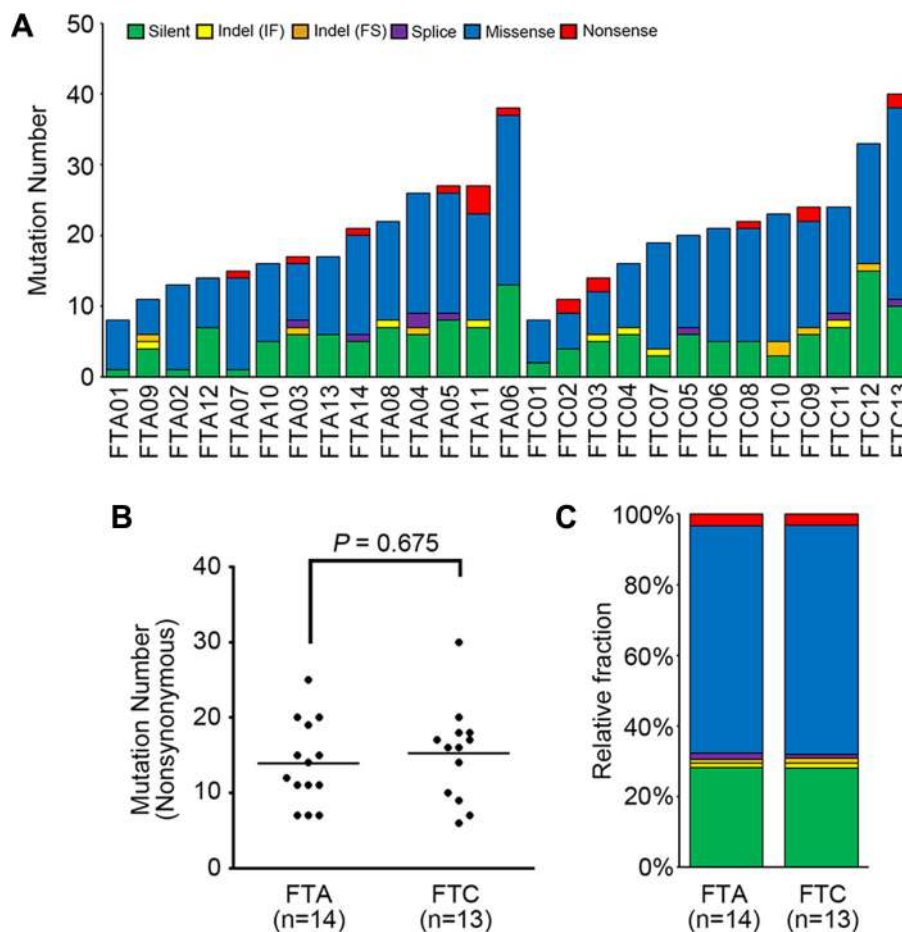 A
50
Silent Indel (IF) Indel (FS) Splice Missense Nonsense
40
30
20
10
0
Mutation Number
FTA01 FTA09 FTA02 FTA12 FTA07 FTA10 FTA03 FTA13 FTA14 FTA08 FTA04 FTA05 FTA11 FTA06 FTC01 FTC02 FTC03 FTC04 FTC07 FTC05 FTC06 FTC08 FTC10 FTC09 FTC11 FTC12 FTC13
B
P = 0.675
40
30
20
10
0
Mutation Number
(Nonsynonymous)
FTA FTC
(n=14) (n=13)
C
100%
80%
60%
40%
20%
0%
Relative fraction
FTA FTC
(n=14) (n=13)